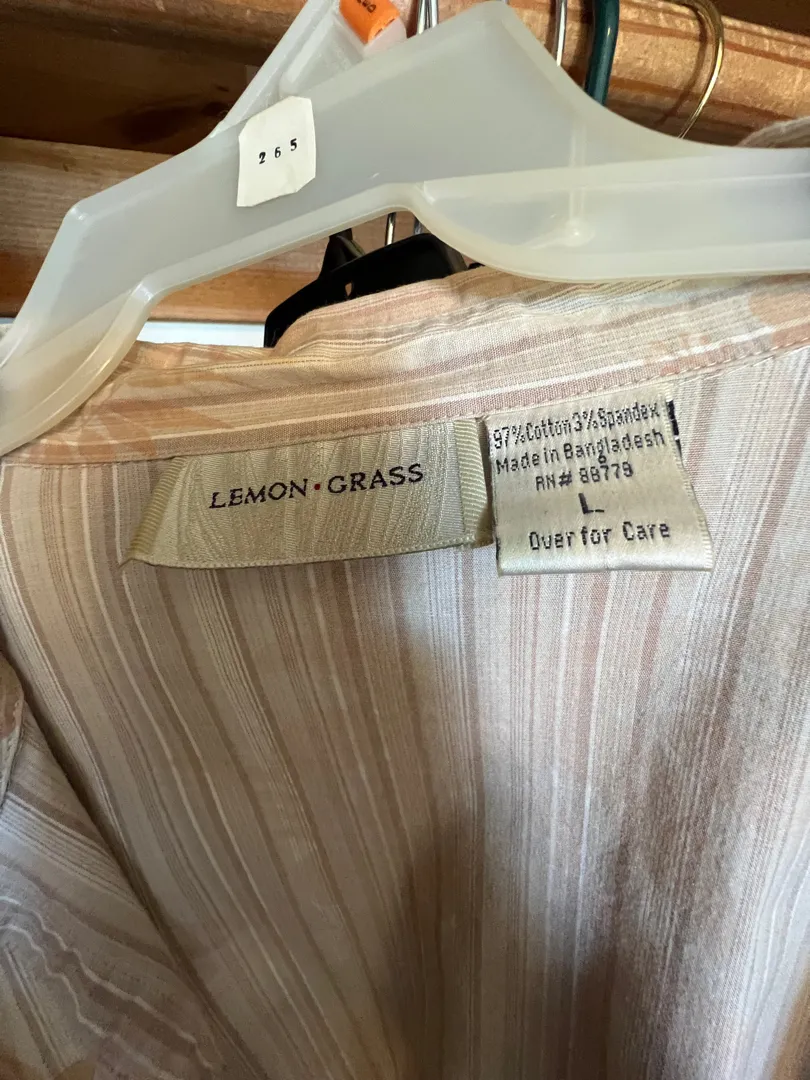 265
LEMON·GRASS
97%Cotton3%Spandex
Made in Bangladesh
RN# 88779
L
Over for Care